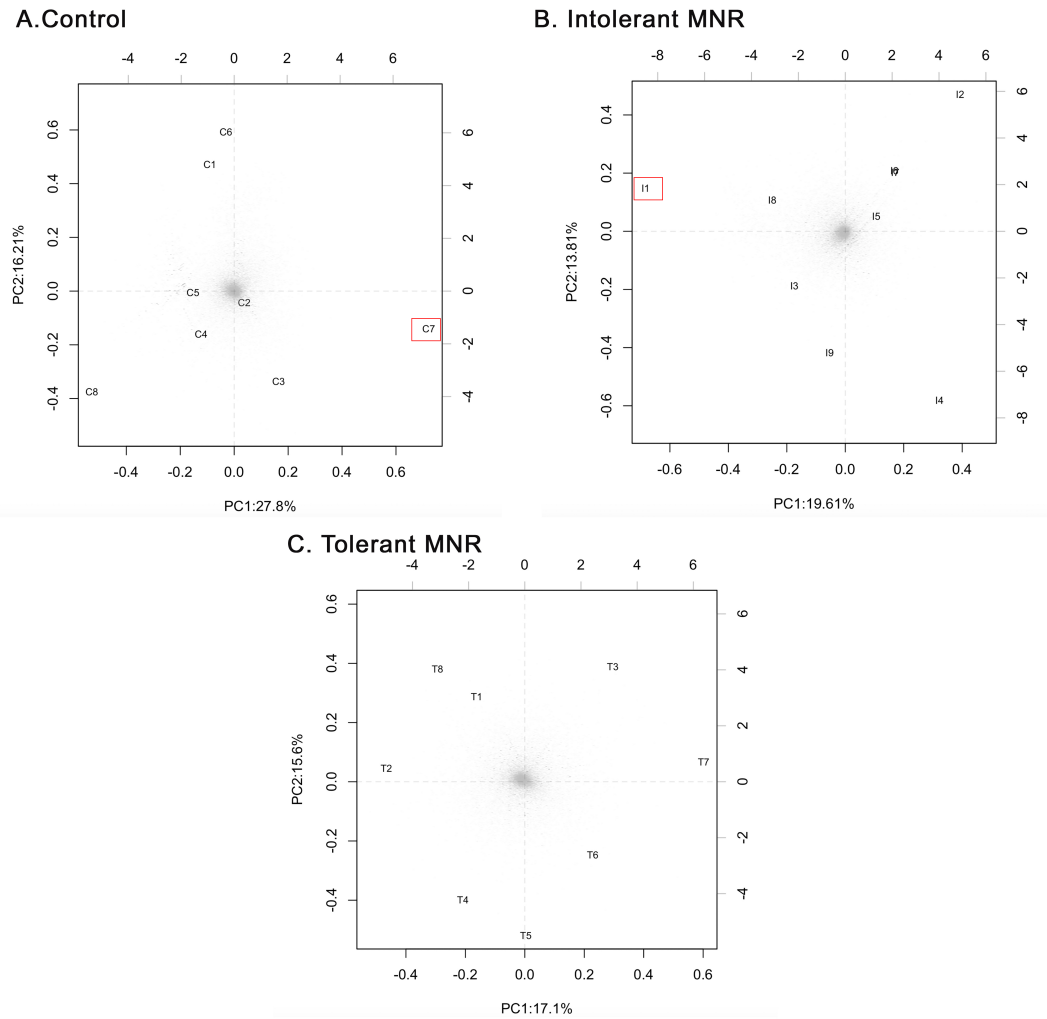 A.Control
-4 -2 0 2 4 6
C6
C1
C5
C2
C4
C7
C3
C8
0.6
0.4
0.2
0.0
-0.2
-0.4
6
4
2
0
-2
-4
PC2:16.21%
-0.4 -0.2 0.0 0.2 0.4 0.6
PC1:27.8%
B. Intolerant MNR
-8 -6 -4 -2 0 2 4 6
I2
I1
I8
I5
I3
I9
I4
0.4
0.2
0.0
-0.2
-0.4
-0.6
6
4
2
0
-2
-4
-6
-8
PC2:13.81%
-0.6 -0.4 -0.2 0.0 0.2 0.4
PC1:19.61%
C. Tolerant MNR
-4 -2 0 2 4 6
T8
T3
T1
T7
T2
T6
T4
T5
0.6
0.4
0.2
0.0
-0.2
-0.4
6
4
2
0
-2
-4
PC2:15.6%
-0.4 -0.2 0.0 0.2 0.4 0.6
PC1:17.1%